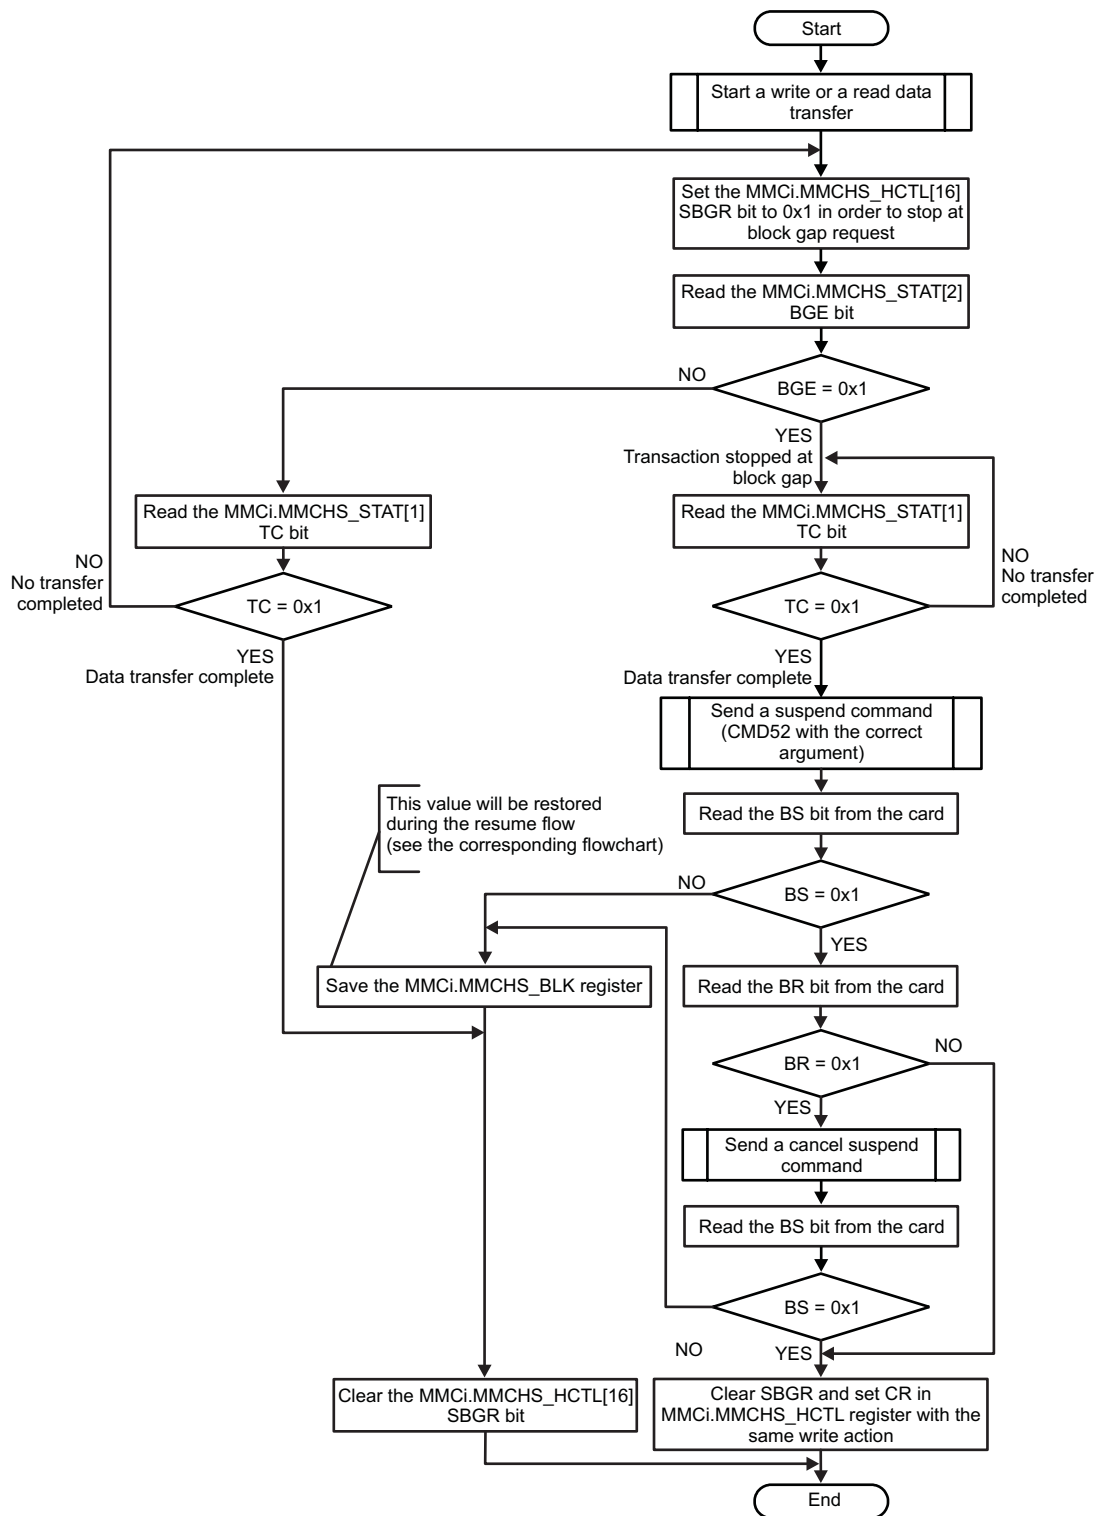 Start
Start a write or a read data
transfer
Set the MMCi.MMCHS_HCTL[16]
SBGR bit to 0x1 in order to stop at
block gap request
Read the MMCi.MMCHS_STAT[2]
BGE bit
NO
BGE = 0x1
YES
Transaction stopped at
block gap
Read the MMCi.MMCHS_STAT[1]
TC bit
Read the MMCi.MMCHS_STAT[1]
TC bit
NO
No transfer
completed
TC = 0x1
TC = 0x1
NO
No transfer
completed
YES
Data transfer complete
YES
Data transfer complete
Send a suspend command
(CMD52 with the correct
argument)
This value will be restored
during the resume flow
(see the corresponding flowchart)
Read the BS bit from the card
NO
BS = 0x1
YES
Save the MMCi.MMCHS_BLK register
Read the BR bit from the card
NO
BR = 0x1
YES
Send a cancel suspend
command
Read the BS bit from the card
BS = 0x1
NO
YES
Clear the MMCi.MMCHS_HCTL[16]
SBGR bit
Clear SBGR and set CR in
MMCi.MMCHS_HCTL register with the
same write action
End